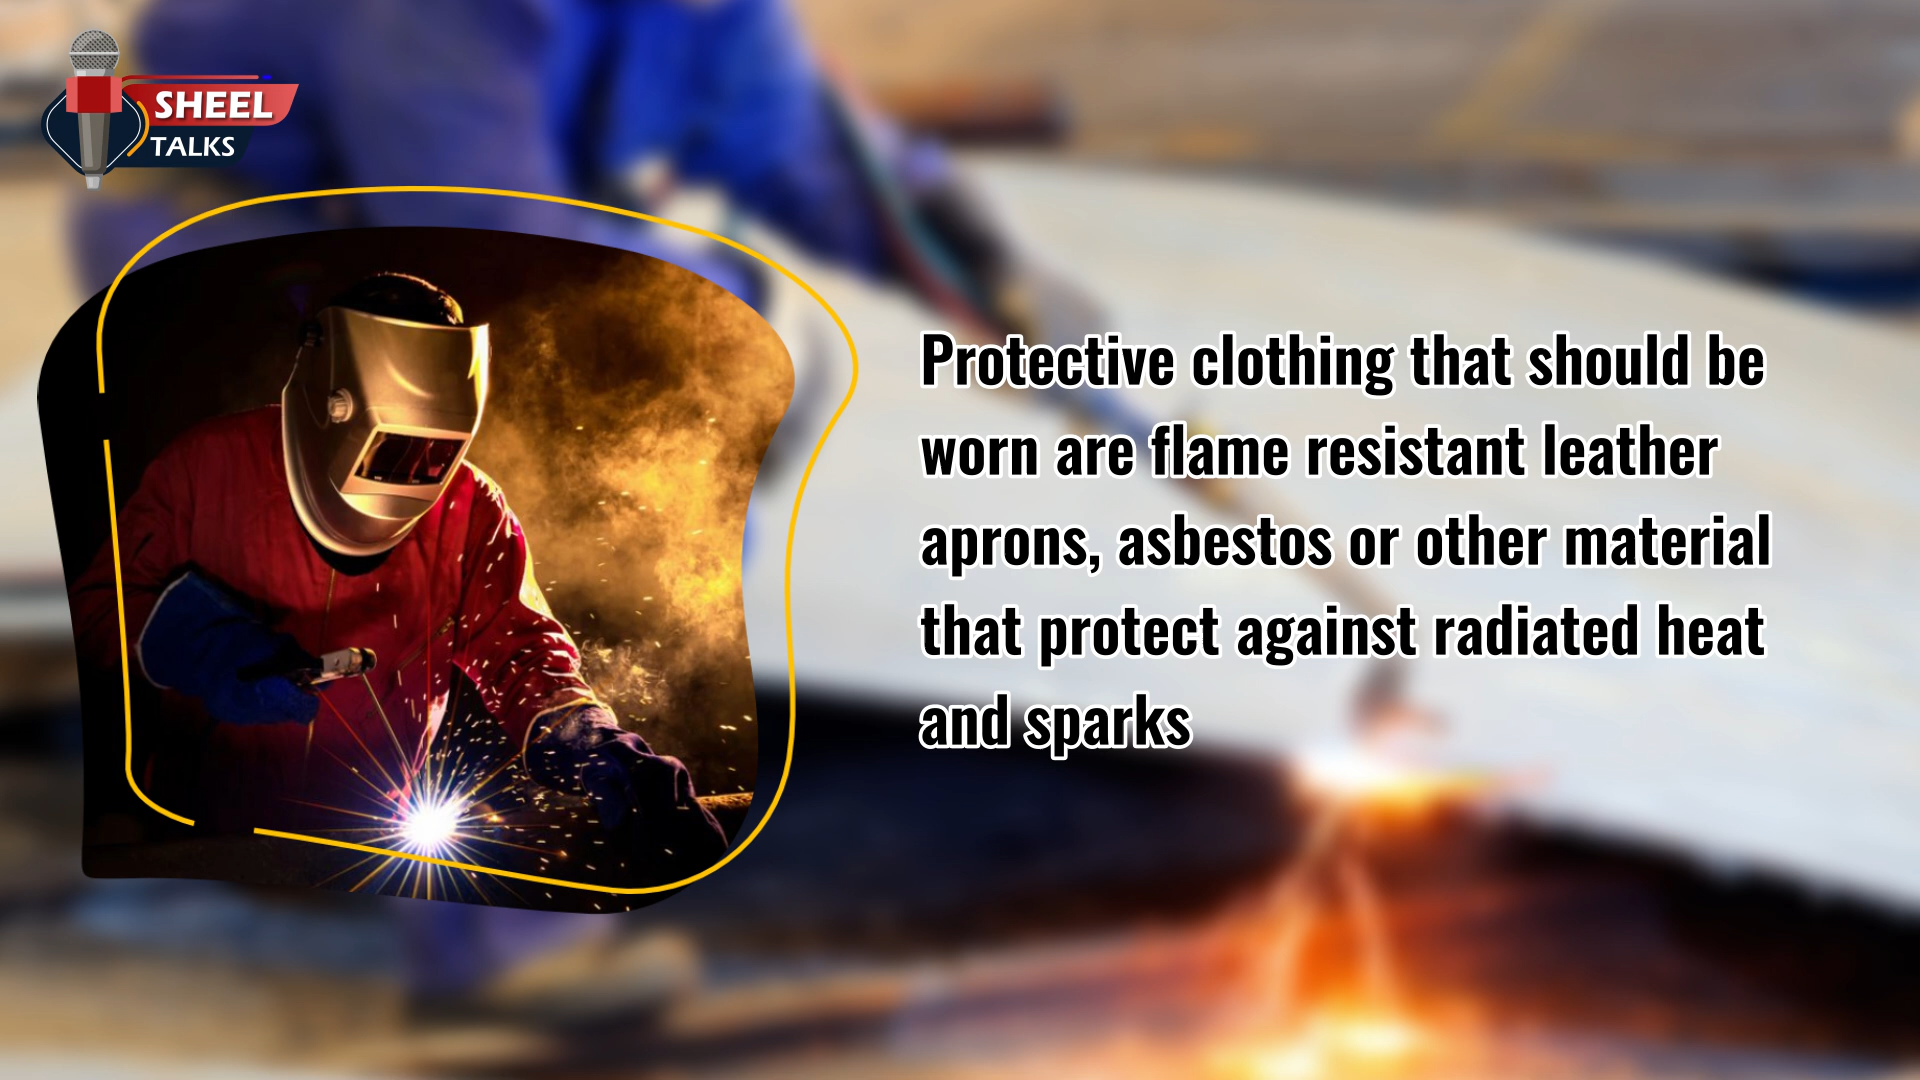 SHEEL
TALKS
Protective clothing that should be
worn are flame resistant leather
aprons, asbestos or other material
that protect against radiated heat
and sparks